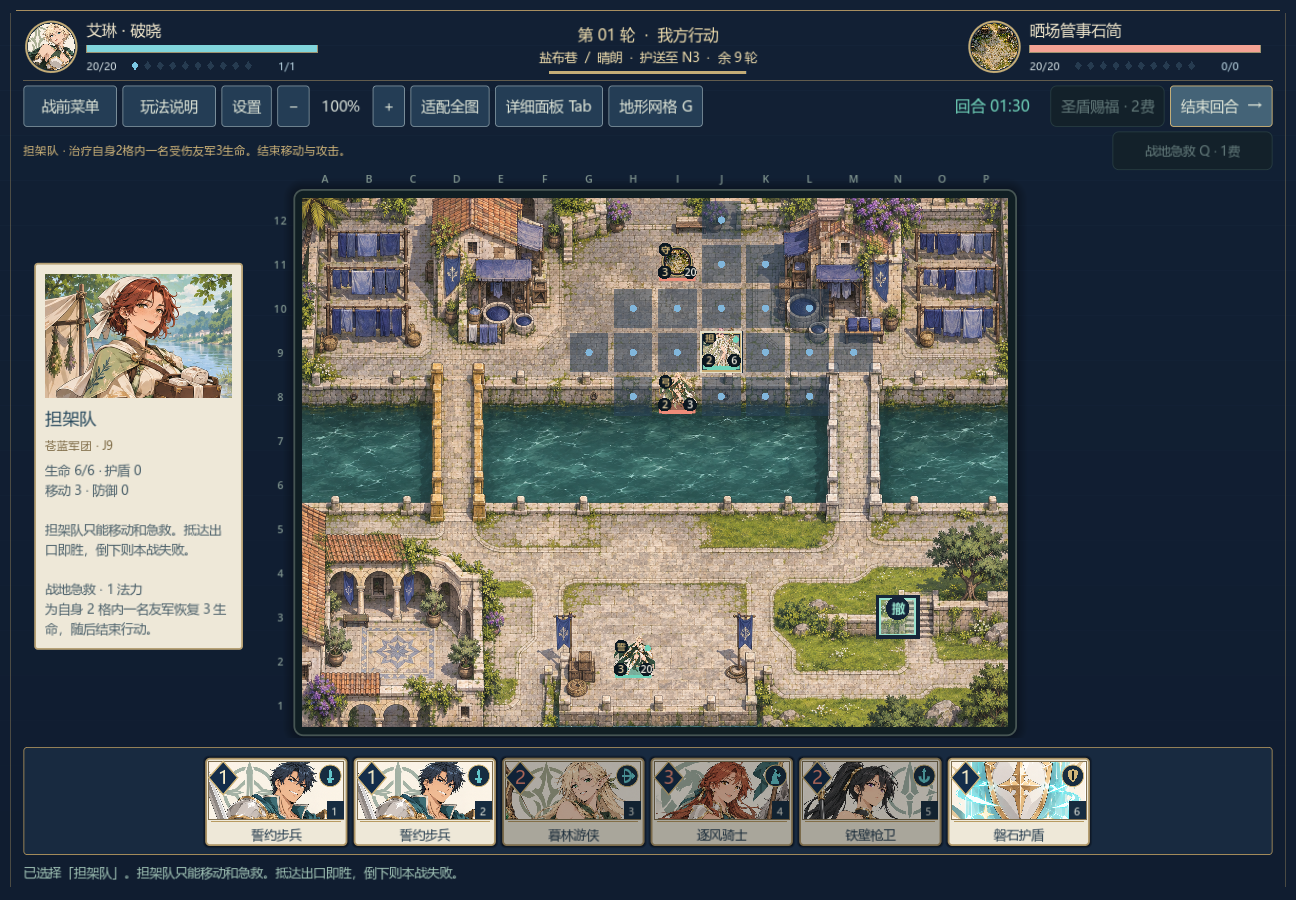 艾琳 · 破晓
20/20
1/1
第 01 轮 · 我方行动
盐布巷 / 晴朗 · 护送至 N3 · 余 9 轮
晒场管事石简
20/20
0/0
战前菜单
玩法说明
设置
−
100%
+
适配全图
详细面板 Tab
地形网格 G
回合 01:30
圣盾赐福 · 2费
结束回合 →
担架队 · 治疗自身2格内一名受伤友军3生命。结束移动与攻击。
战地急救 Q · 1费
A B C D E F G H I J K L M N O P
12
11
10
9
8
7
6
5
4
3
2
1
守
3 20
担
2 6
2 3
撤
3 20
担架队
苍蓝军团 · J9
生命 6/6 · 护盾 0
移动 3 · 防御 0
担架队只能移动和急救。抵达出
口即胜，倒下则本战失败。
战地急救 · 1 法力
为自身 2 格内一名友军恢复 3 生
命，随后结束行动。
1
1
誓约步兵
1
2
誓约步兵
2
3
暮林游侠
3
4
逐风骑士
2
5
铁壁枪卫
1
6
磐石护盾
已选择「担架队」。担架队只能移动和急救。抵达出口即胜，倒下则本战失败。